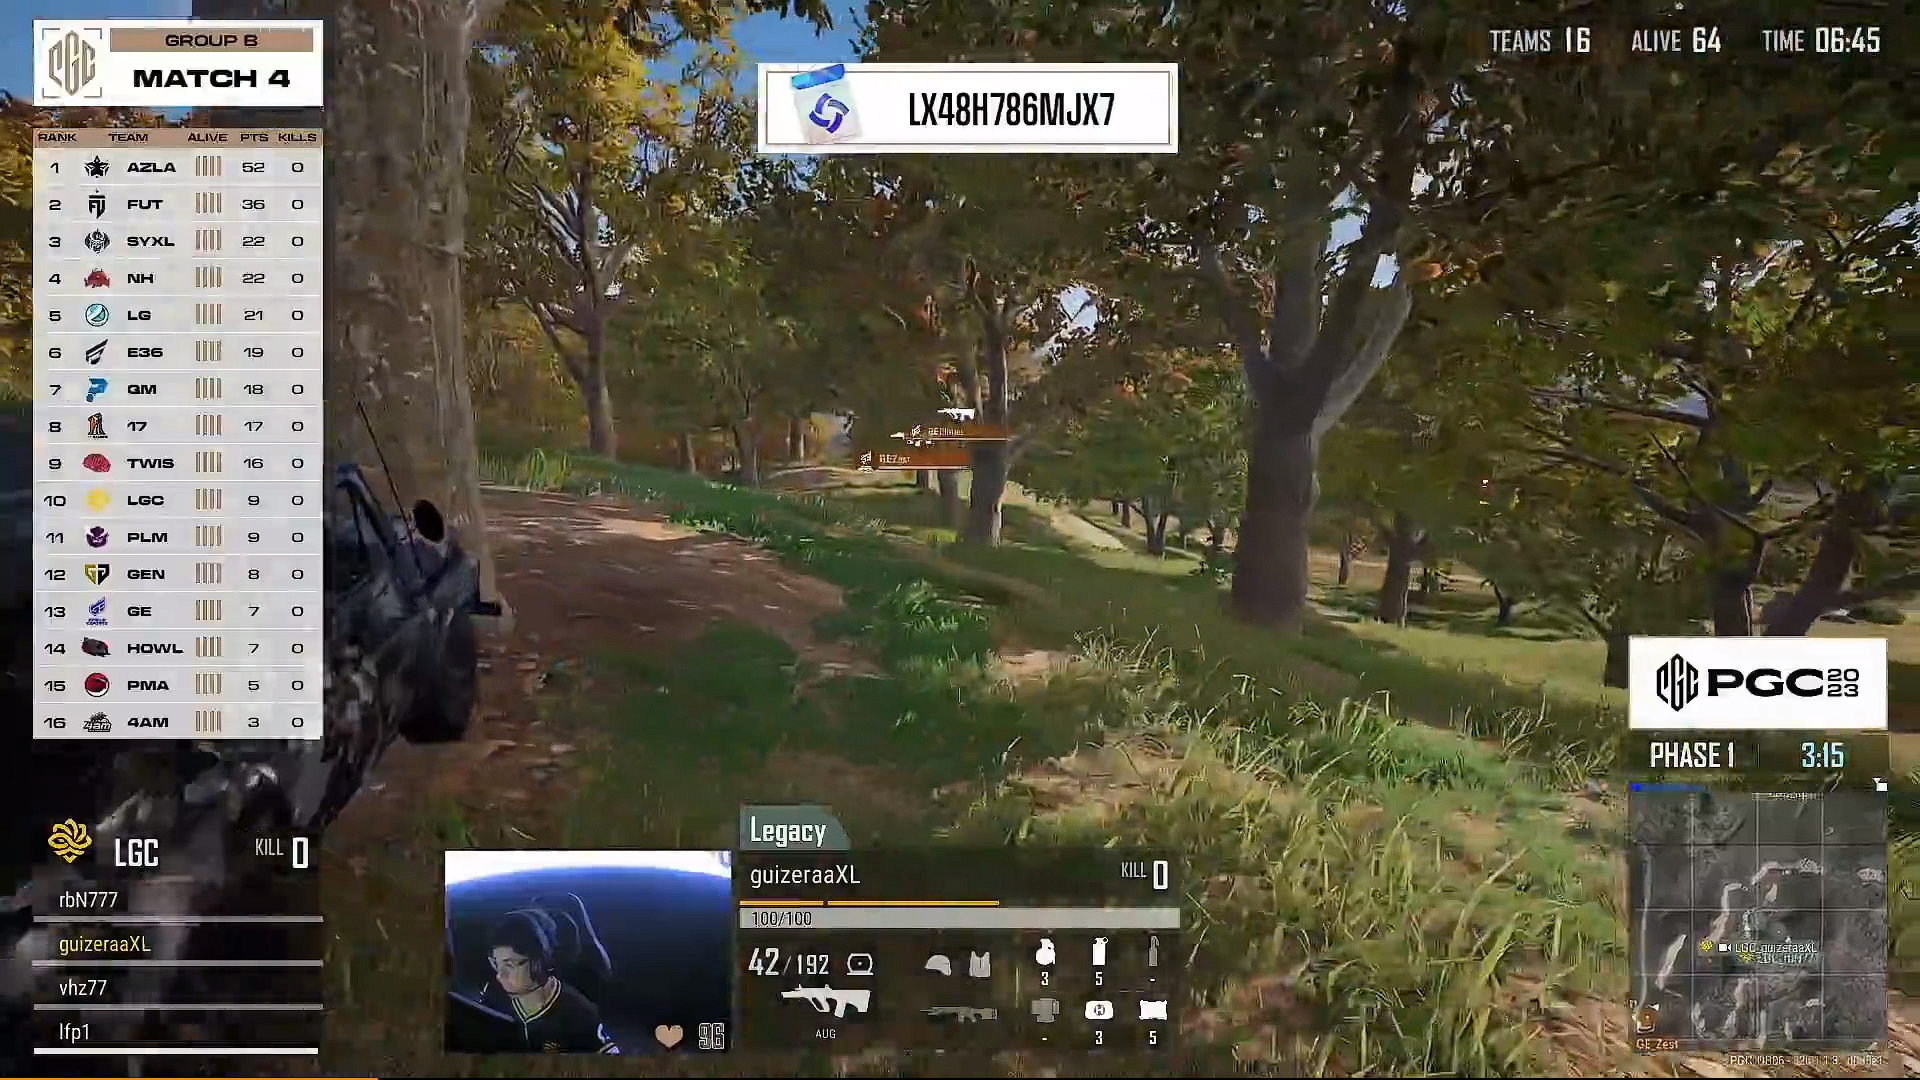 GROUP B
MATCH 4
TEAMS 16 ALIVE 64 TIME 06:45
LX48H786MJX7
RANK TEAM ALIVE PTS KILLS
1 AZLA 52 0
2 FUT 36 0
3 SYXL 22 0
4 NH 22 0
5 LG 21 0
6 E36 19 0
7 QM 18 0
8 17 17 0
9 TWIS 16 0
10 LGC 9 0
11 PLM 9 0
12 GEN 8 0
13 GE 7 0
14 HOWL 7 0
15 PMA 5 0
16 4AM 3 0
PGC 2023
PHASE 1 3:15
LGC_guizeraaXL
GE_Zest
LGC KILL 0
rbN777
guizeraaXL
vhz77
lfp1
Legacy
guizeraaXL KILL 0
100/100
42/192
AUG
3 5 -
- 3 5
96